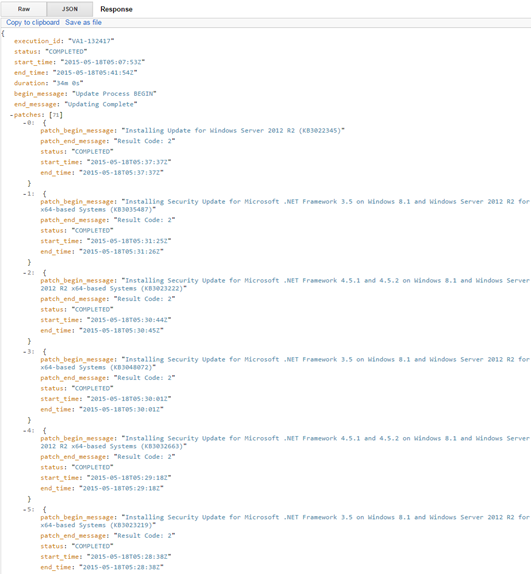 Raw JSON Response
Copy to clipboard Save as file
{
execution_id: "VA1-132417"
status: "COMPLETED"
start_time: "2015-05-18T05:07:53Z"
end_time: "2015-05-18T05:41:54Z"
duration: "34m 0s"
begin_message: "Update Process BEGIN"
end_message: "Updating Complete"
-patches: [71]
-0: {
patch_begin_message: "Installing Update for Windows Server 2012 R2 (KB3022345)"
patch_end_message: "Result Code: 2"
status: "COMPLETED"
start_time: "2015-05-18T05:37:37Z"
end_time: "2015-05-18T05:37:37Z"
}
-1: {
patch_begin_message: "Installing Security Update for Microsoft .NET Framework 3.5 on Windows 8.1 and Windows Server 2012 R2 for
x64-based Systems (KB3035487)"
patch_end_message: "Result Code: 2"
status: "COMPLETED"
start_time: "2015-05-18T05:31:25Z"
end_time: "2015-05-18T05:31:26Z"
}
-2: {
patch_begin_message: "Installing Security Update for Microsoft .NET Framework 4.5.1 and 4.5.2 on Windows 8.1 and Windows Server
2012 R2 x64-based Systems (KB3023222)"
patch_end_message: "Result Code: 2"
status: "COMPLETED"
start_time: "2015-05-18T05:30:44Z"
end_time: "2015-05-18T05:30:45Z"
}
-3: {
patch_begin_message: "Installing Security Update for Microsoft .NET Framework 3.5 on Windows 8.1 and Windows Server 2012 R2 for
x64-based Systems (KB3048072)"
patch_end_message: "Result Code: 2"
status: "COMPLETED"
start_time: "2015-05-18T05:30:01Z"
end_time: "2015-05-18T05:30:01Z"
}
-4: {
patch_begin_message: "Installing Security Update for Microsoft .NET Framework 4.5.1 and 4.5.2 on Windows 8.1 and Windows Server
2012 R2 x64-based Systems (KB3032663)"
patch_end_message: "Result Code: 2"
status: "COMPLETED"
start_time: "2015-05-18T05:29:18Z"
end_time: "2015-05-18T05:29:18Z"
}
-5: {
patch_begin_message: "Installing Security Update for Microsoft .NET Framework 3.5 on Windows 8.1 and Windows Server 2012 R2 for
x64-based Systems (KB3023219)"
patch_end_message: "Result Code: 2"
status: "COMPLETED"
start_time: "2015-05-18T05:28:38Z"
end_time: "2015-05-18T05:28:38Z"